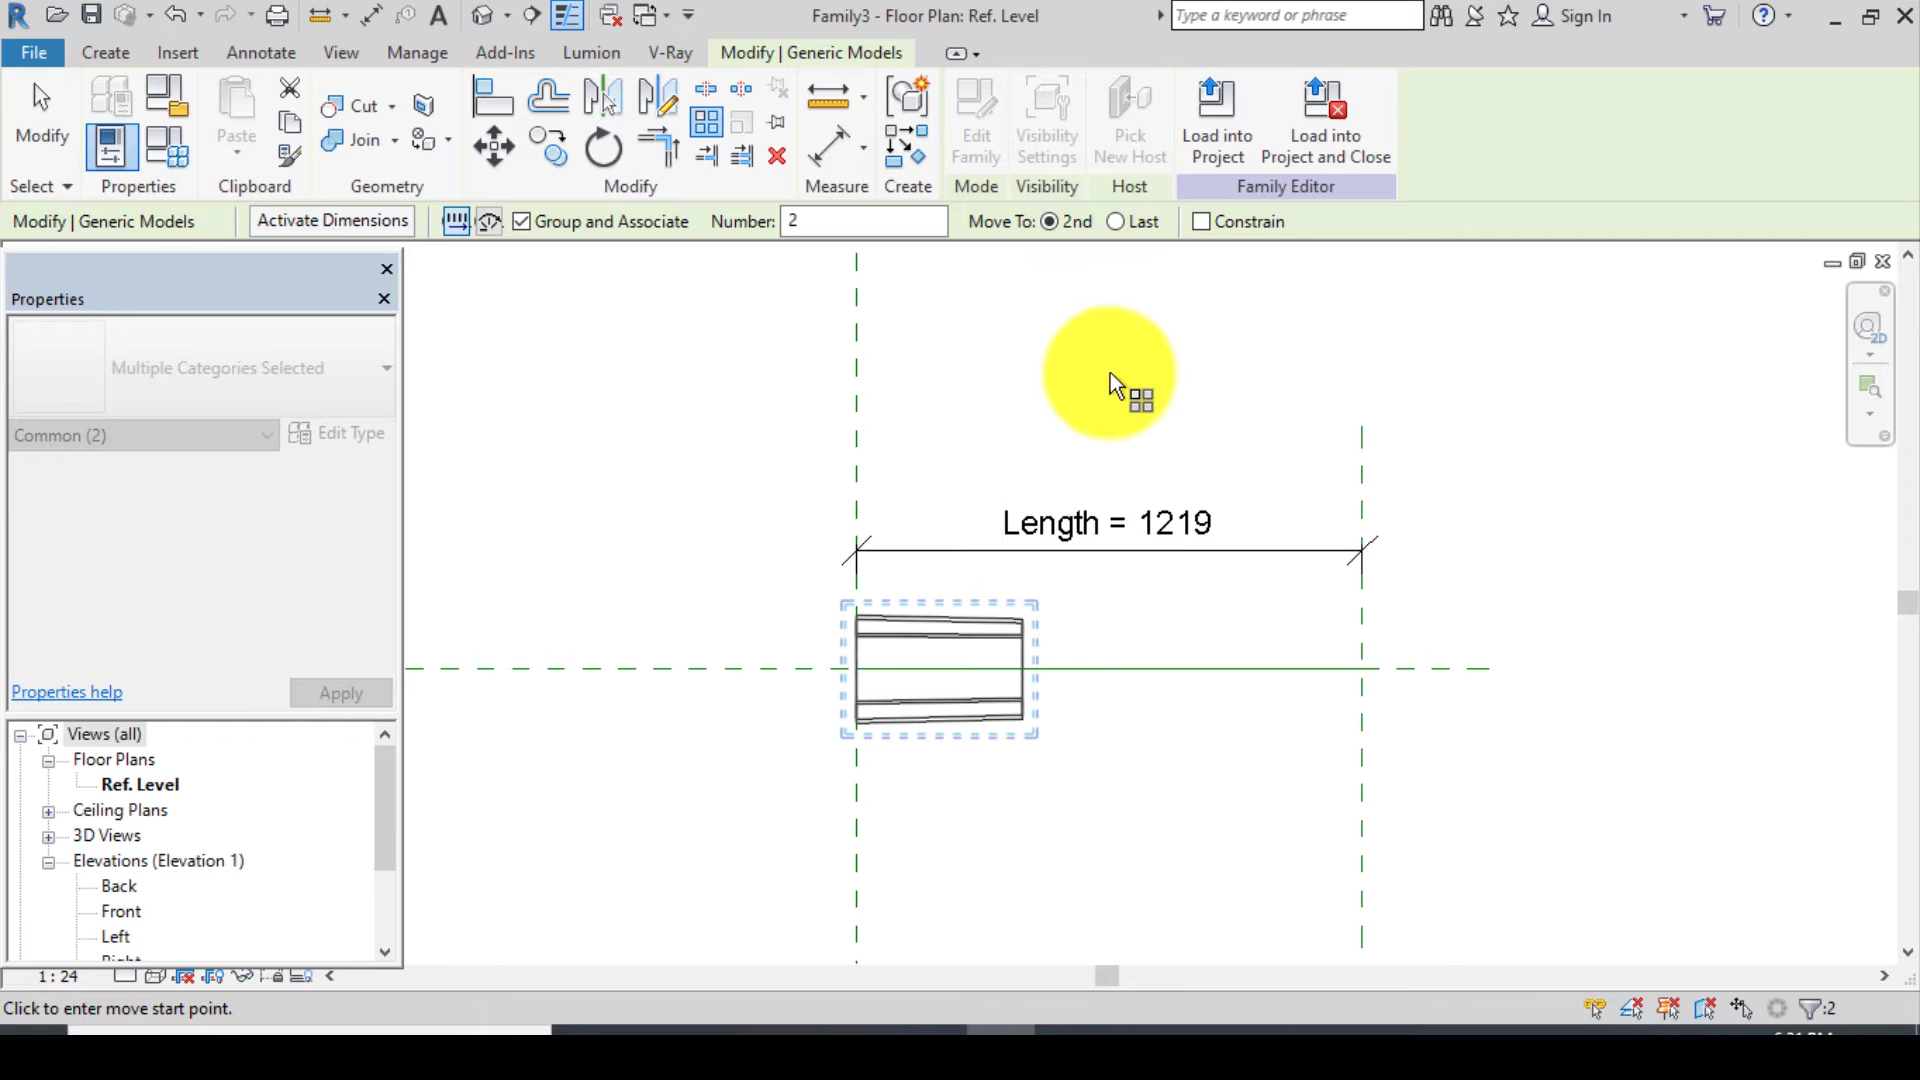 Family3 - Floor Plan: Ref. Level
Type a keyword or phrase
Sign In
File
Create
Insert
Annotate
View
Manage
Add-Ins
Lumion
V-Ray
Modify | Generic Models
Modify
Paste
Cut
Join
Edit
Family
Visibility
Settings
Pick
New Host
Load into
Project
Load into
Project and Close
Select
Properties
Clipboard
Geometry
Modify
Measure
Create
Mode
Visibility
Host
Family Editor
Modify | Generic Models
Activate Dimensions
Group and Associate
Number: 2
Move To:
2nd
Last
Constrain
Properties
Multiple Categories Selected
Common (2)
Edit Type
Properties help
Apply
Views (all)
Floor Plans
Ref. Level
Ceiling Plans
3D Views
Elevations (Elevation 1)
Back
Front
Left
Length = 1219
2D
1 : 24
Click to enter move start point.
:2